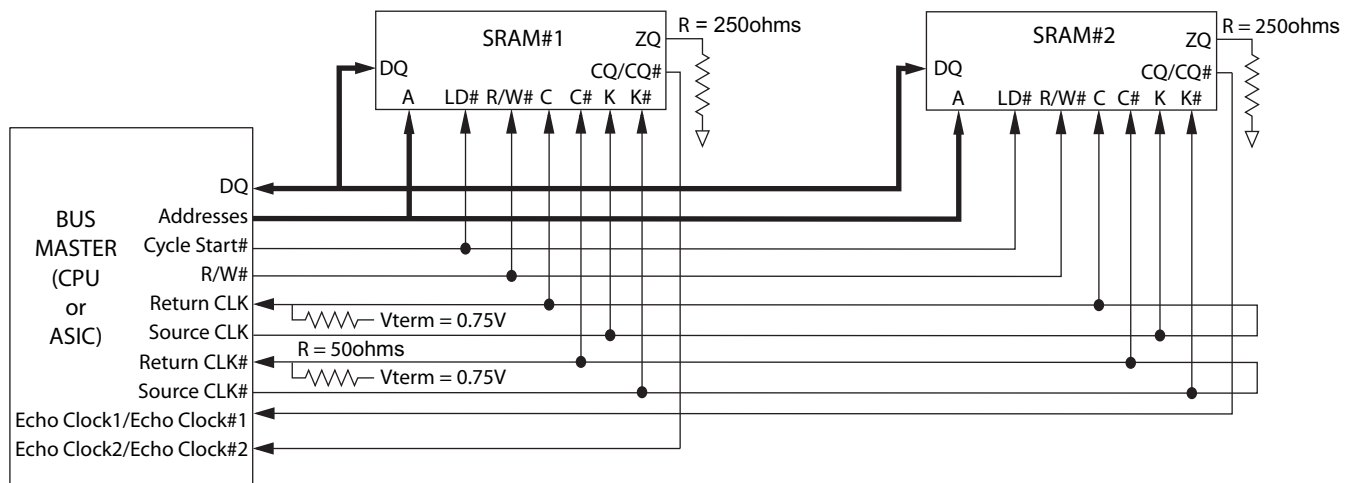 SRAM#1
ZQ
R = 250ohms
CQ/CQ#
DQ
A LD# R/W# C C# K K#
SRAM#2
ZQ
R = 250ohms
CQ/CQ#
DQ
A LD# R/W# C C# K K#
BUS
MASTER
(CPU
or
ASIC)
DQ
Addresses
Cycle Start#
R/W#
Return CLK
Vterm = 0.75V
Source CLK
R = 50ohms
Return CLK#
Vterm = 0.75V
Source CLK#
Echo Clock1/Echo Clock#1
Echo Clock2/Echo Clock#2